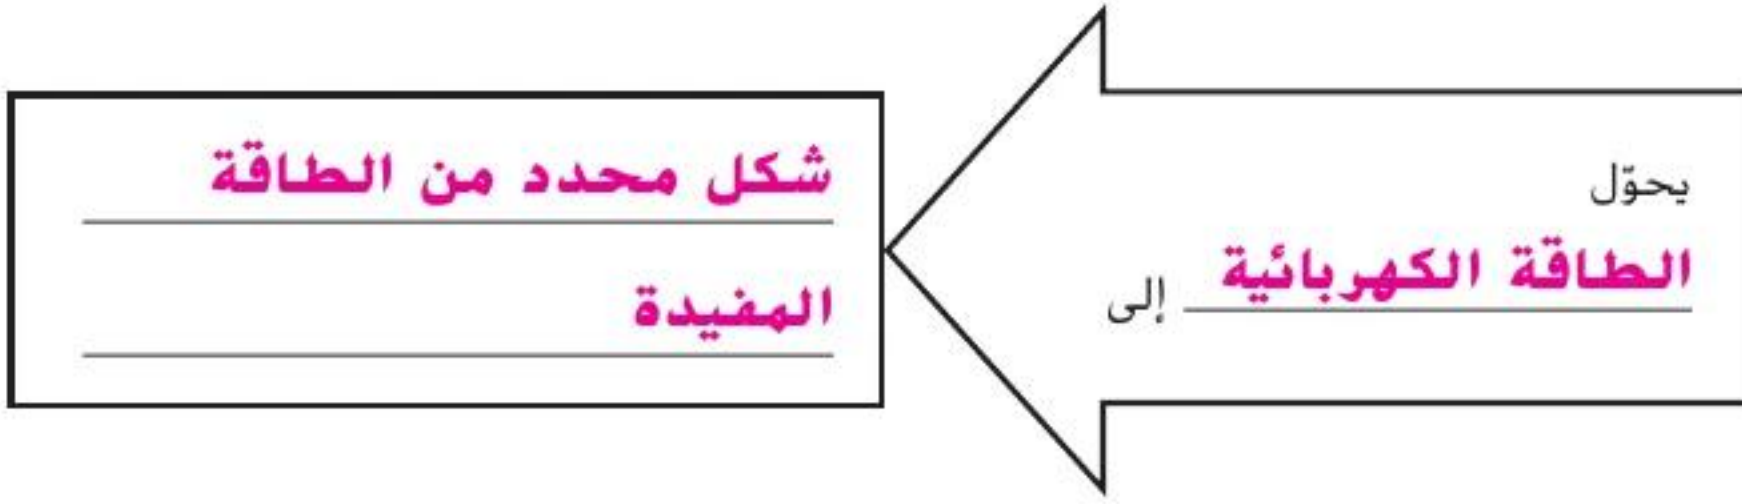 يحوّل
الطاقة الكهربائية إلى
شكل محدد من الطاقة
المفيدة